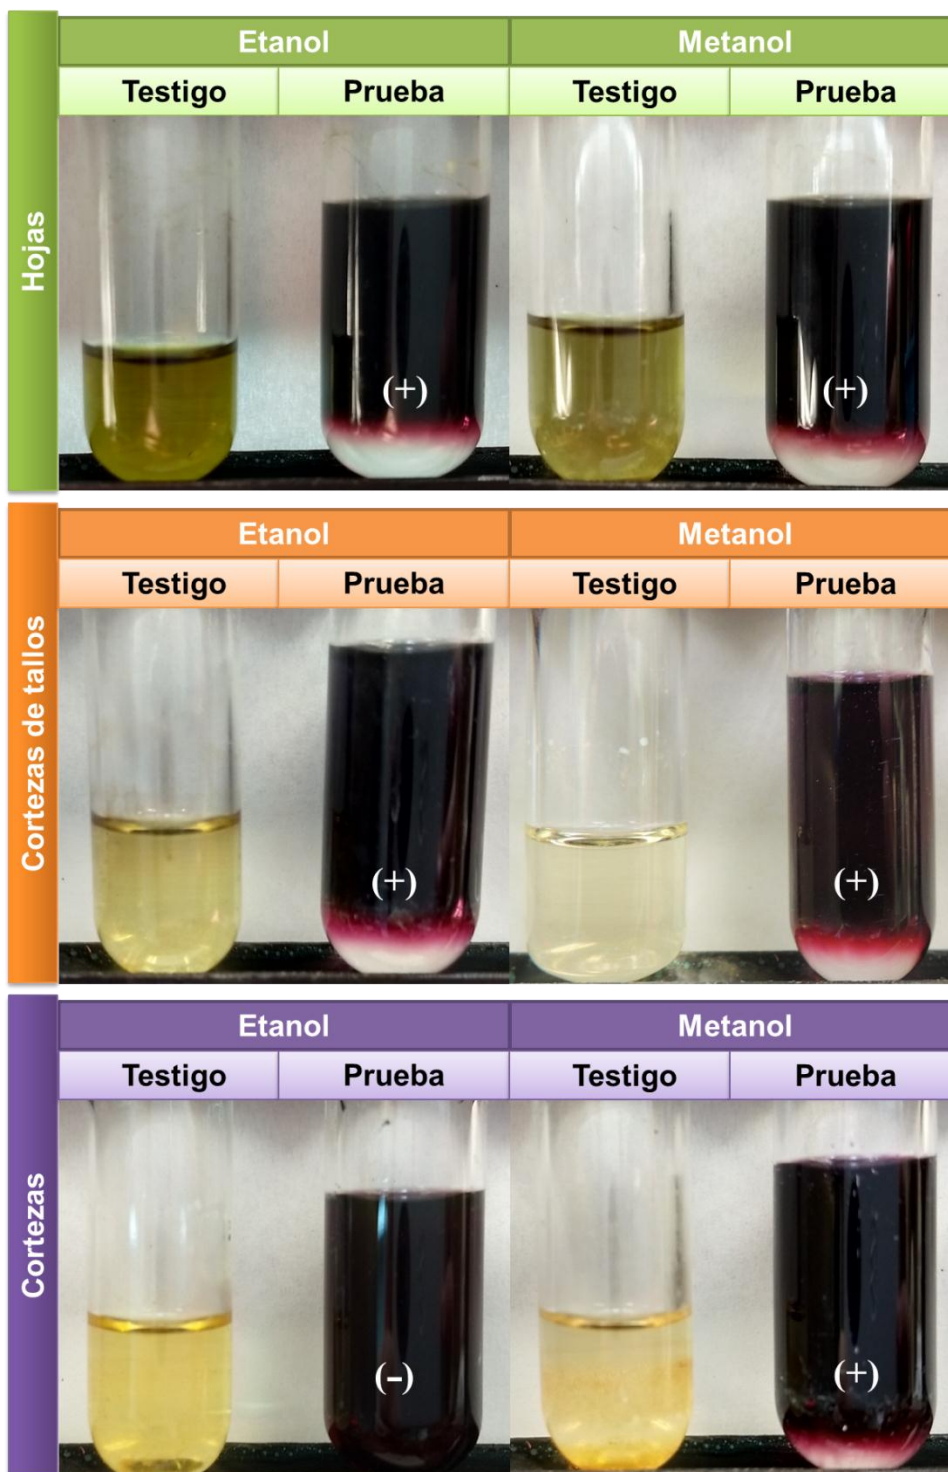 Hojas
Etanol Metanol
Testigo Prueba Testigo Prueba
(+) (+)
Cortezas de tallos
Etanol Metanol
Testigo Prueba Testigo Prueba
(+) (+)
Cortezas
Etanol Metanol
Testigo Prueba Testigo Prueba
(-) (+)